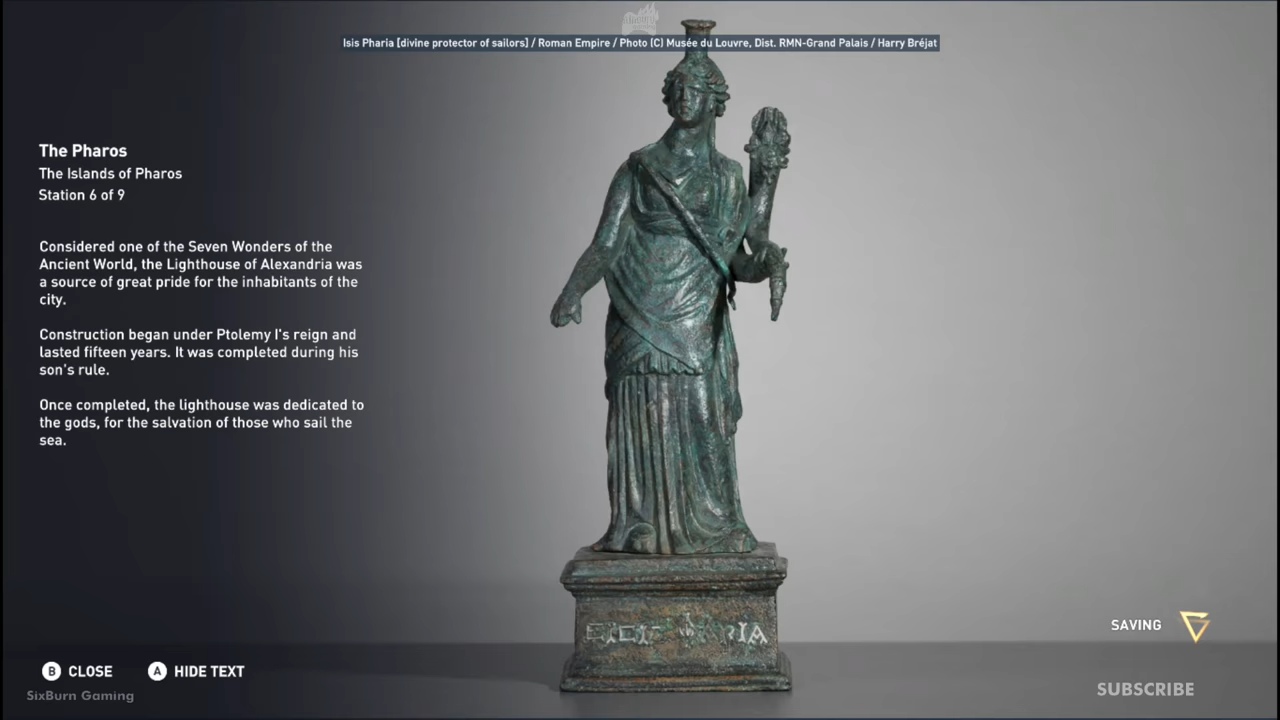 Isis Pharia [divine protector of sailors] / Roman Empire / Photo (C) Musée du Louvre, Dist. RMN-Grand Palais / Harry Bréjat
The Pharos
The Islands of Pharos
Station 6 of 9
Considered one of the Seven Wonders of the
Ancient World, the Lighthouse of Alexandria was
a source of great pride for the inhabitants of the
city.
Construction began under Ptolemy I's reign and
lasted fifteen years. It was completed during his
son's rule.
Once completed, the lighthouse was dedicated to
the gods, for the salvation of those who sail the
sea.
SAVING
B CLOSE A HIDE TEXT
SixBurn Gaming
SUBSCRIBE